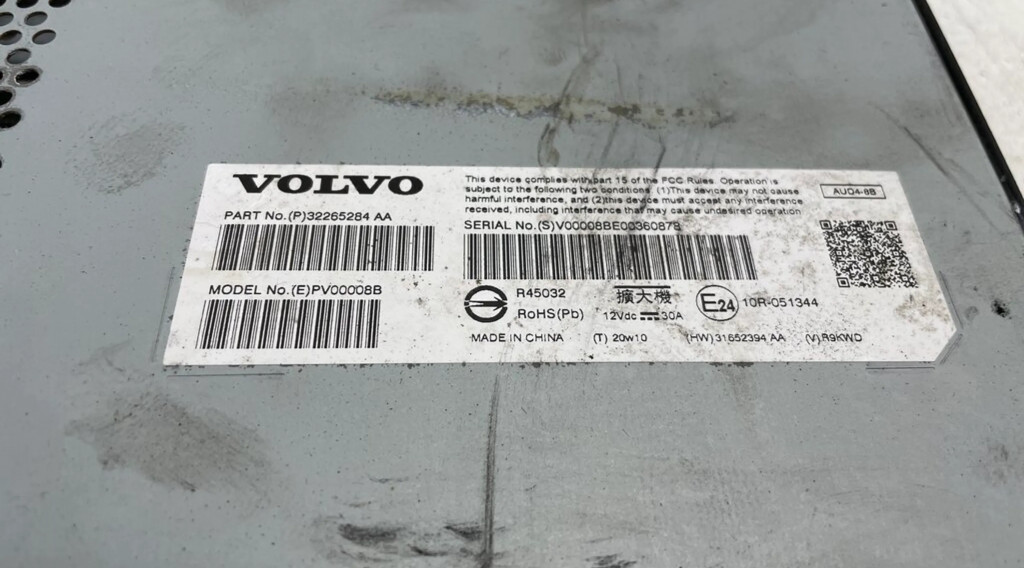 VOLVO
PART No.(P)32265284 AA
MODEL No.(E)PV00008B
This device complies with part 15 of the FCC Rules. Operation is
subject to the following two conditions: (1)This device may not cause
harmful interference, and (2)this device must accept any interference
received, including interference that may cause undesired operation
AUD4-8B
SERIAL No.(S)V00008BE00360878
R45032
RoHS(Pb)
擴大機
12Vdc 30A
E24
10R-051344
MADE IN CHINA (T) 20w10 (HW)31652394 AA (V)R9KWD